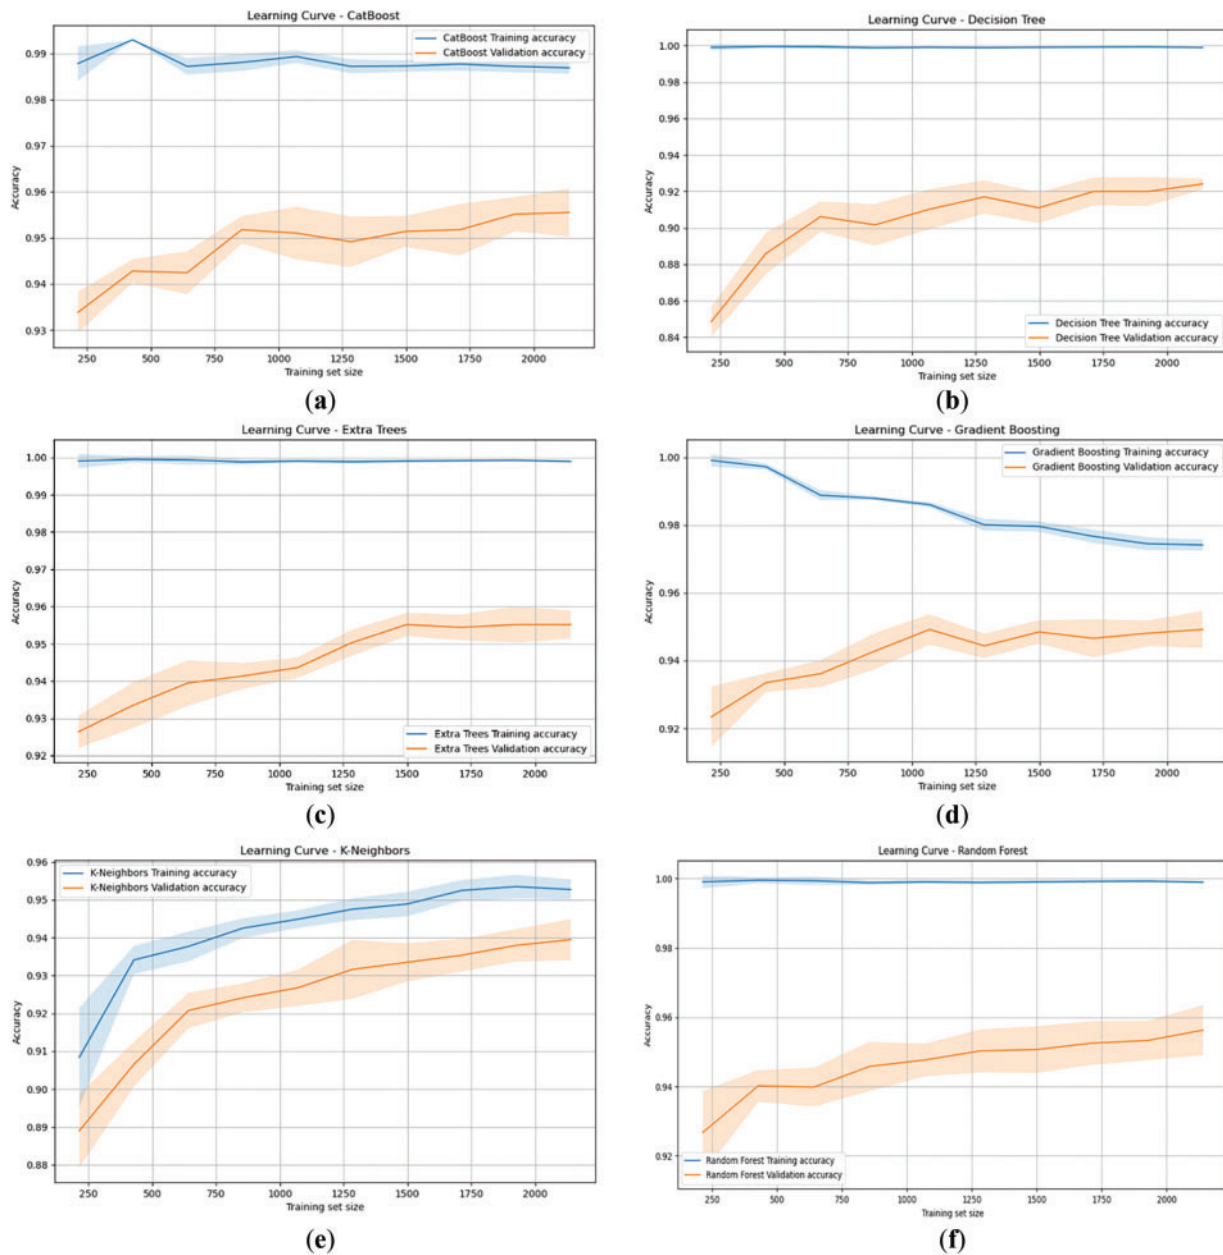 Learning Curve - CatBoost
CatBoost Training accuracy
CatBoost Validation accuracy
0.99
0.98
0.97
0.96
0.95
0.94
0.93
Accuracy
250 500 750 1000 1250 1500 1750 2000
Training set size
(a)
Learning Curve - Decision Tree
1.00
0.98
0.96
0.94
0.92
0.90
0.88
0.86
0.84
Accuracy
Decision Tree Training accuracy
Decision Tree Validation accuracy
250 500 750 1000 1250 1500 1750 2000
Training set size
(b)
Learning Curve - Extra Trees
1.00
0.99
0.98
0.97
0.96
0.95
0.94
0.93
0.92
Accuracy
Extra Trees Training accuracy
Extra Trees Validation accuracy
250 500 750 1000 1250 1500 1750 2000
Training set size
(c)
Learning Curve - Gradient Boosting
Gradient Boosting Training accuracy
Gradient Boosting Validation accuracy
1.00
0.98
0.96
0.94
0.92
Accuracy
250 500 750 1000 1250 1500 1750 2000
Training set size
(d)
Learning Curve - K-Neighbors
K-Neighbors Training accuracy
K-Neighbors Validation accuracy
0.96
0.95
0.94
0.93
0.92
0.91
0.90
0.89
0.88
Accuracy
250 500 750 1000 1250 1500 1750 2000
Training set size
(e)
Learning Curve - Random Forest
1.00
0.98
0.96
0.94
0.92
Accuracy
Random Forest Training accuracy
Random Forest Validation accuracy
250 500 750 1000 1250 1500 1750 2000
Training set size
(f)